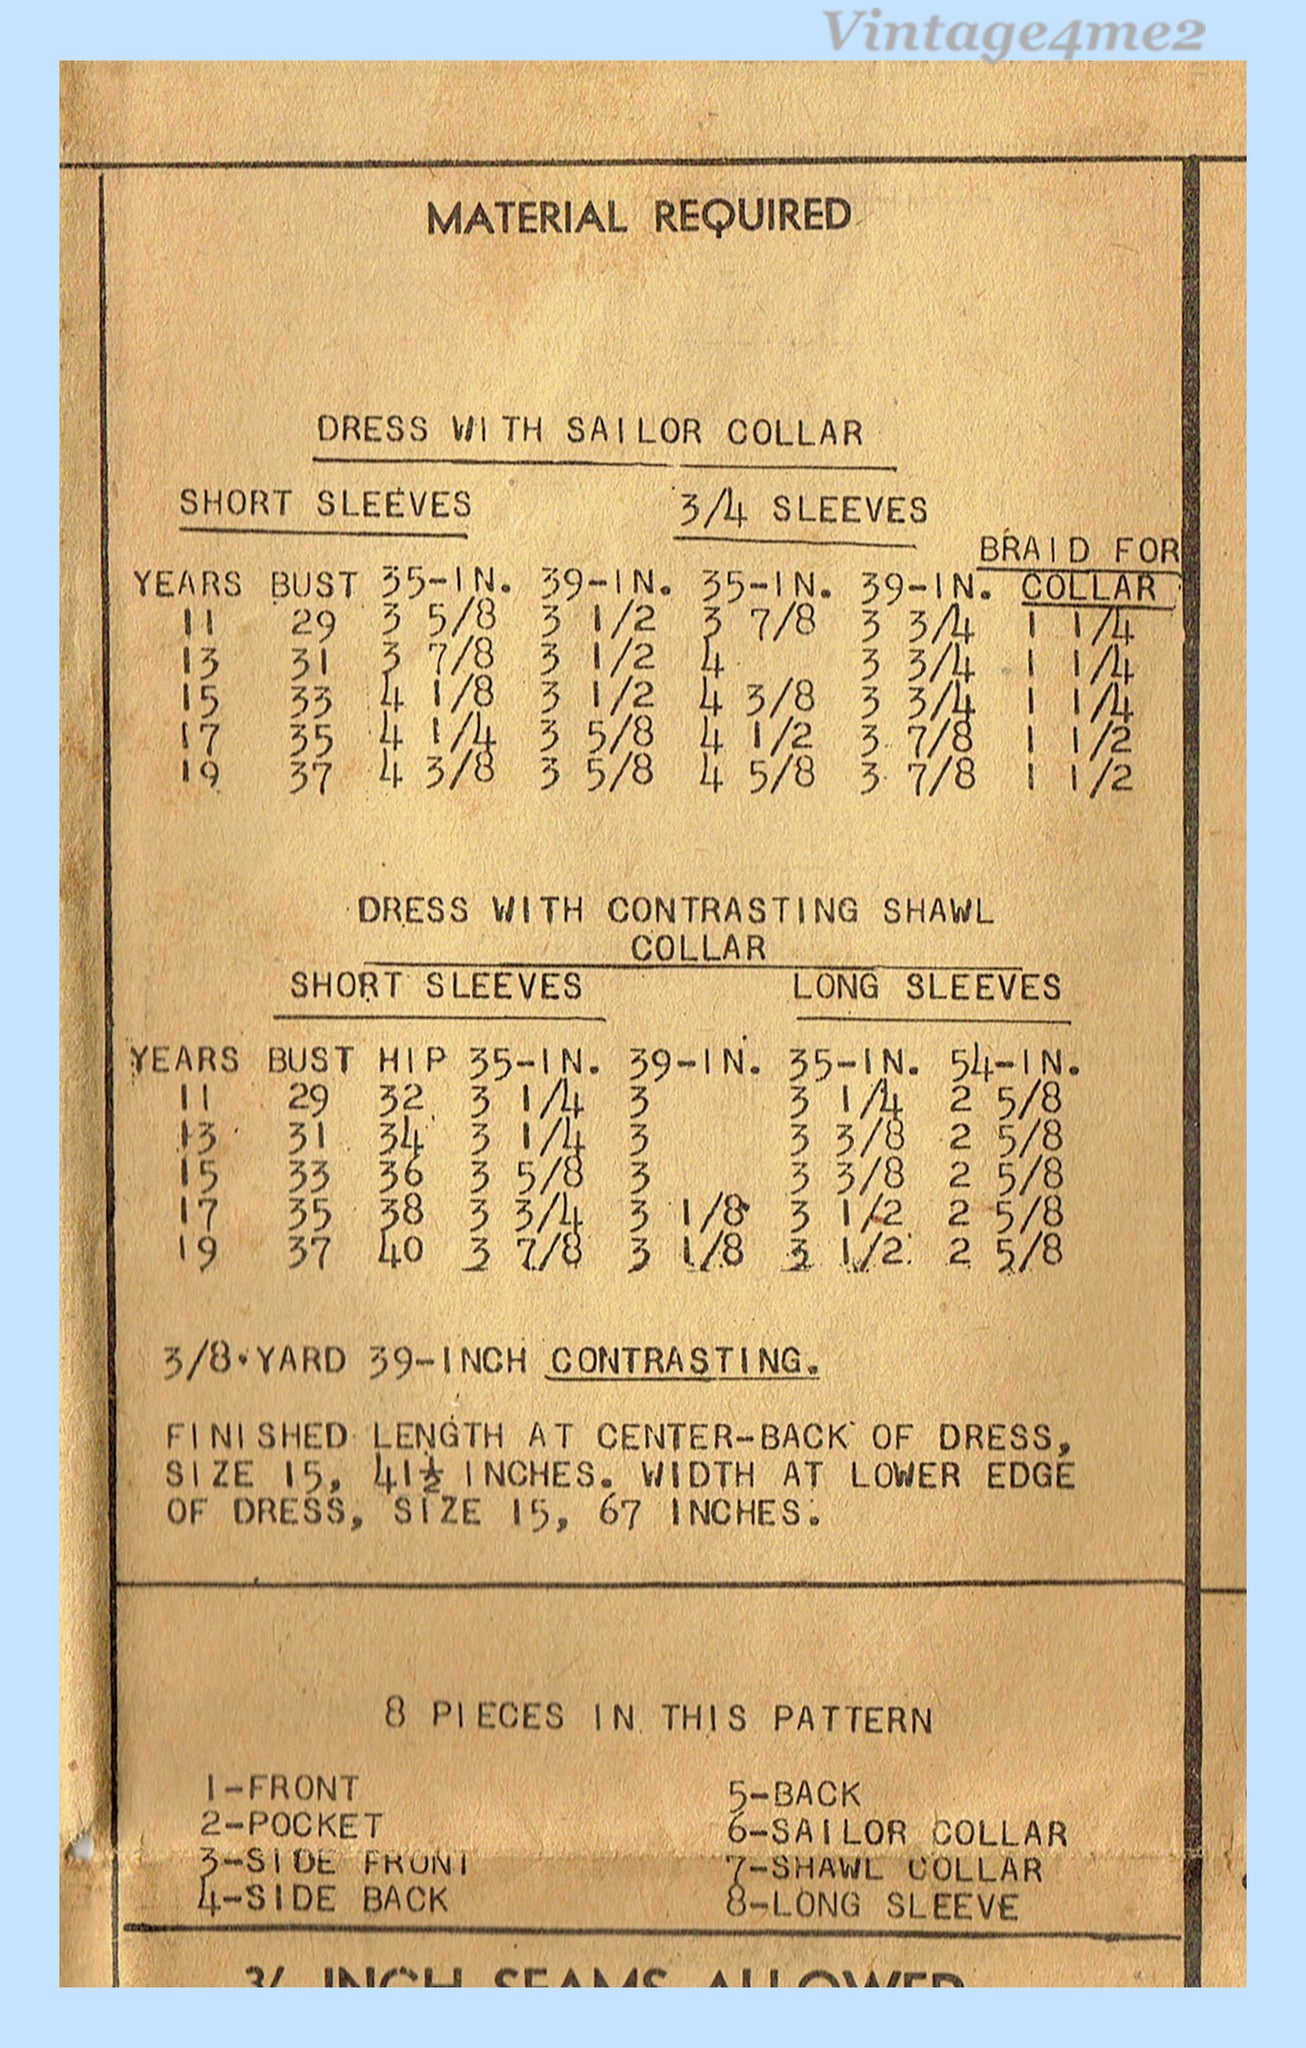 Vintage4me2
MATERIAL REQUIRED
DRESS WITH SAILOR COLLAR
SHORT SLEEVES 3/4 SLEEVES
BRAID FOR
YEARS BUST 35-IN. 39-IN. 35-IN. 39-IN. COLLAR
11 29 3 5/8 3 1/2 3 7/8 3 3/4 1 1/4
13 31 3 7/8 3 1/2 4 3 3/4 1 1/4
15 33 4 1/8 3 1/2 4 3/8 3 3/4 1 1/4
17 35 4 1/4 3 5/8 4 1/2 3 7/8 1 1/2
19 37 4 3/8 3 5/8 4 5/8 3 7/8 1 1/2
DRESS WITH CONTRASTING SHAWL
COLLAR
SHORT SLEEVES LONG SLEEVES
YEARS BUST HIP 35-IN. 39-IN. 35-IN. 54-IN.
11 29 32 3 1/4 3 3 1/4 2 5/8
13 31 34 3 1/4 3 3 3/8 2 5/8
15 33 36 3 5/8 3 3 3/8 2 5/8
17 35 38 3 3/4 3 1/8 3 1/2 2 5/8
19 37 40 3 7/8 3 1/8 3 1/2 2 5/8
3/8 YARD 39-INCH CONTRASTING.
FINISHED LENGTH AT CENTER-BACK OF DRESS,
SIZE 15, 41½ INCHES. WIDTH AT LOWER EDGE
OF DRESS, SIZE 15, 67 INCHES.
8 PIECES IN THIS PATTERN
1-FRONT
2-POCKET
3-SIDE FRONT
4-SIDE BACK
5-BACK
6-SAILOR COLLAR
7-SHAWL COLLAR
8-LONG SLEEVE
INCH SEAMS ALLOWED